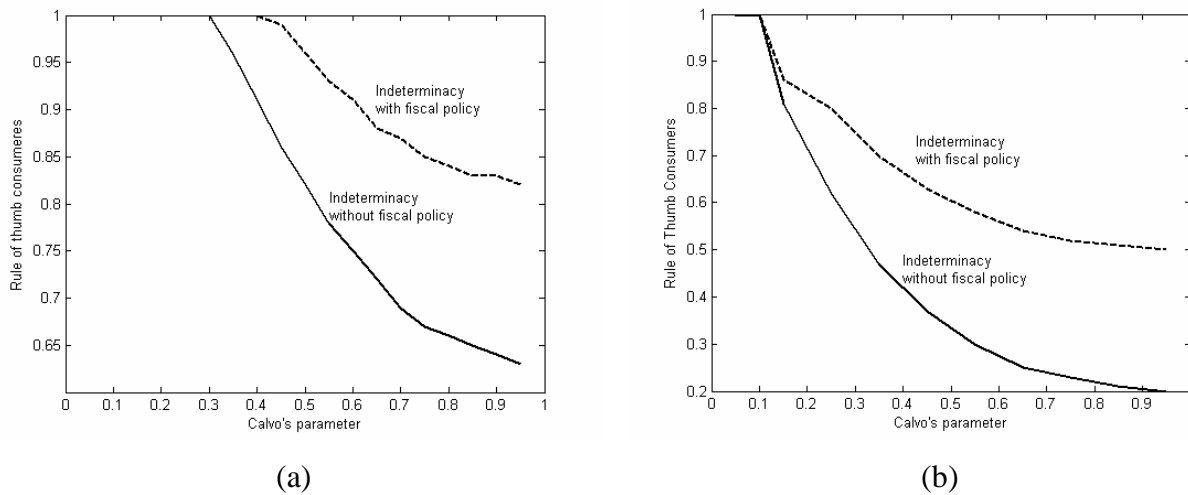 1
0.95
0.9
0.85
0.8
0.75
0.7
0.65
Rule of thumb consumeres
Indeterminacy
with fiscal policy
Indeterminacy
without fiscal policy
0 0.1 0.2 0.3 0.4 0.5 0.6 0.7 0.8 0.9 1
Calvo's parameter
(a)
1
0.9
0.8
0.7
0.6
0.5
0.4
0.3
0.2
Rule of Thumb Consumers
Indeterminacy
with fiscal policy
Indeterminacy
without fiscal policy
0 0.1 0.2 0.3 0.4 0.5 0.6 0.7 0.8 0.9
Calvo's parameter
(b)